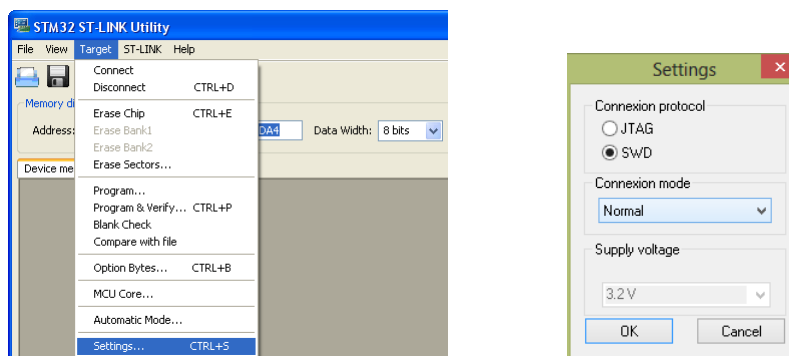 STM32 ST-LINK Utility
File View Target ST-LINK Help
Connect
Disconnect CTRL+D
Memory d
Erase Chip CTRL+E
Address: Erase Bank1 DA4 Data Width: 8 bits
Erase Bank2
Device me Erase Sectors...
Program...
Program & Verify... CTRL+P
Blank Check
Compare with file
Option Bytes... CTRL+B
MCU Core...
Automatic Mode...
Settings... CTRL+S
Settings
Connexion protocol
JTAG
SWD
Connexion mode
Normal
Supply voltage
3.2 V
OK Cancel